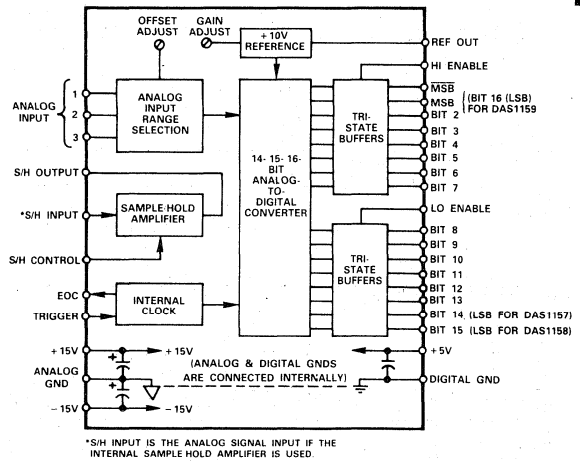 OFFSET
ADJUST
GAIN
ADJUST
+10V
REFERENCE
REF OUT
HI ENABLE
ANALOG
INPUT
1
2
3
ANALOG
INPUT
RANGE
SELECTION
MSB
MSB
BIT 2
(BIT 16 (LSB)
FOR DAS1159
BIT 3
BIT 4
BIT 5
BIT 6
BIT 7
TRI-
STATE
BUFFERS
14- 15- 16-
BIT
ANALOG-
TO-
DIGITAL
CONVERTER
S/H OUTPUT
*S/H INPUT
SAMPLE/HOLD
AMPLIFIER
S/H CONTROL
LO ENABLE
BIT 8
BIT 9
BIT 10
BIT 11
BIT 12
BIT 13
BIT 14 (LSB FOR DAS1157)
BIT 15 (LSB FOR DAS1158)
TRI-
STATE
BUFFERS
EOC
TRIGGER
INTERNAL
CLOCK
+15V
+15V
+5V
(ANALOG & DIGITAL GNDS
ARE CONNECTED INTERNALLY)
ANALOG
GND
DIGITAL GND
+
+
-15V
-15V
*S/H INPUT IS THE ANALOG SIGNAL INPUT IF THE
INTERNAL SAMPLE HOLD AMPLIFIER IS USED.